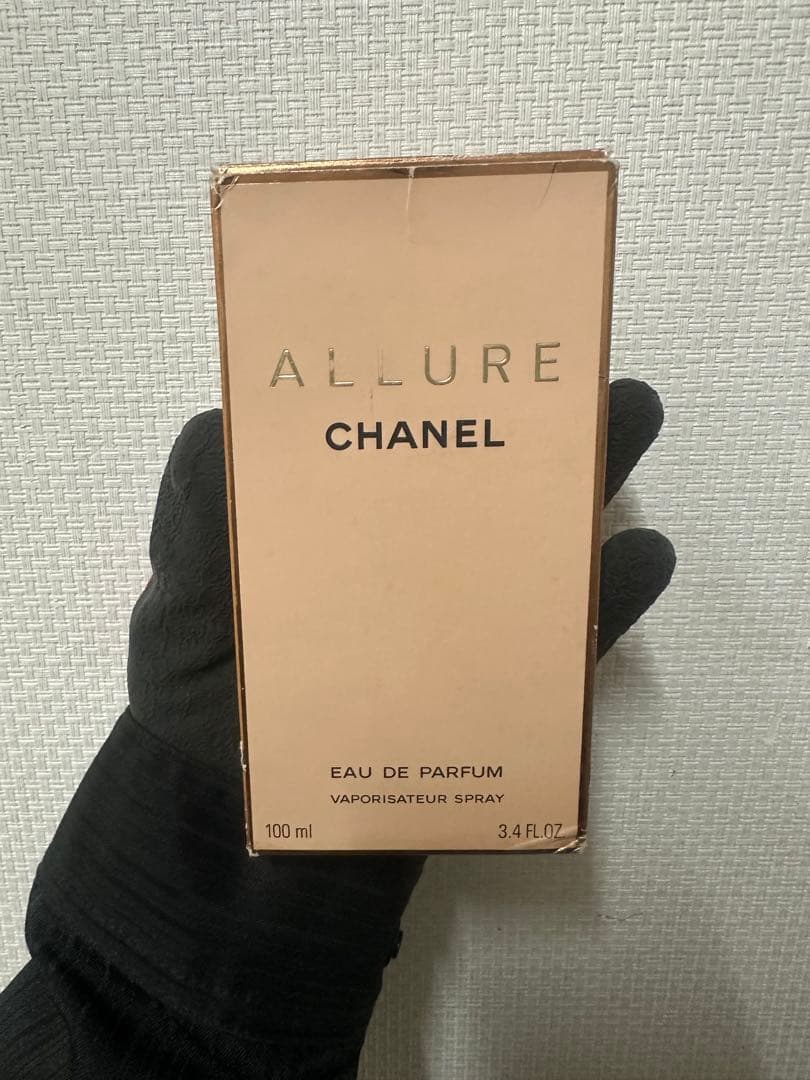 ALLURE
CHANEL
EAU DE PARFUM
VAPORISATEUR SPRAY
100 ml 3.4 FL.OZ.